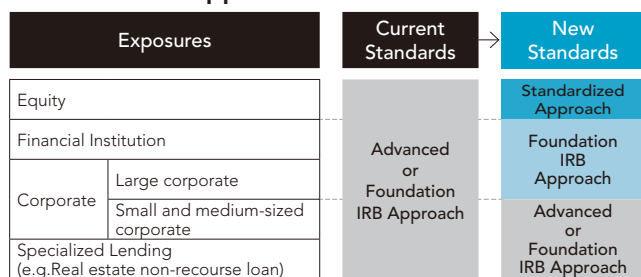 Exposures
Current
Standards
New
Standards
Equity
Financial Institution
Corporate
Large corporate
Small and medium-sized
corporate
Specialized Lending
(e.g.Real estate non-recourse loan)
Advanced
or
Foundation
IRB Approach
Standardized
Approach
Foundation
IRB
Approach
Advanced
or
Foundation
IRB Approach